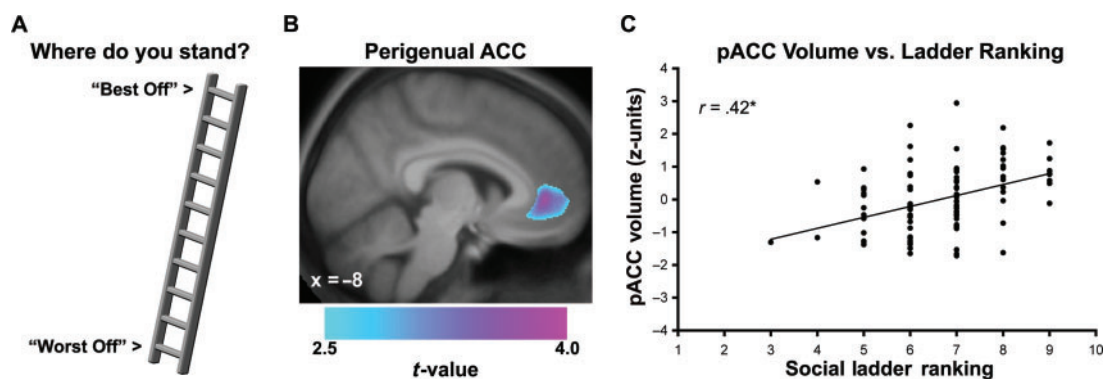 A
Where do you stand?
“Best Off” >
“Worst Off” >
B
Perigenual ACC
x = –8
2.5
4.0
t-value
C
pACC Volume vs. Ladder Ranking
r = .42*
pACC volume (z-units)
4
3
2
1
0
–1
–2
–3
–4
1 2 3 4 5 6 7 8 9 10
Social ladder ranking